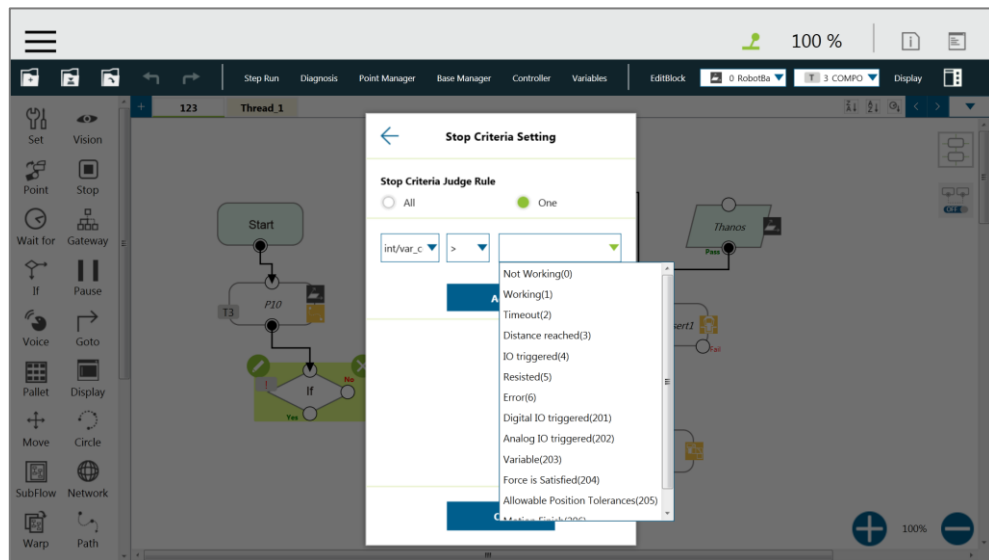 100 %
Step Run Diagnosis Point Manager Base Manager Controller Variables EditBlock 0 RobotBa T 3 COMPO Display
123 Thread_1
Set Vision
Point Stop
Wait for Gateway
If Pause
Voice Goto
Pallet Display
Move Circle
SubFlow Network
Warp Path
Start
T3 P10
If
No
Yes
Stop Criteria Setting
Stop Criteria Judge Rule
All One
int/var_c >
Not Working(0)
Working(1)
Timeout(2)
Distance reached(3)
IO triggered(4)
Resisted(5)
Error(6)
Digital IO triggered(201)
Analog IO triggered(202)
Variable(203)
Force is Satisfied(204)
Allowable Position Tolerances(205)
Motion Finish(206)
Thanos
Pass
Fail
OFF
100%